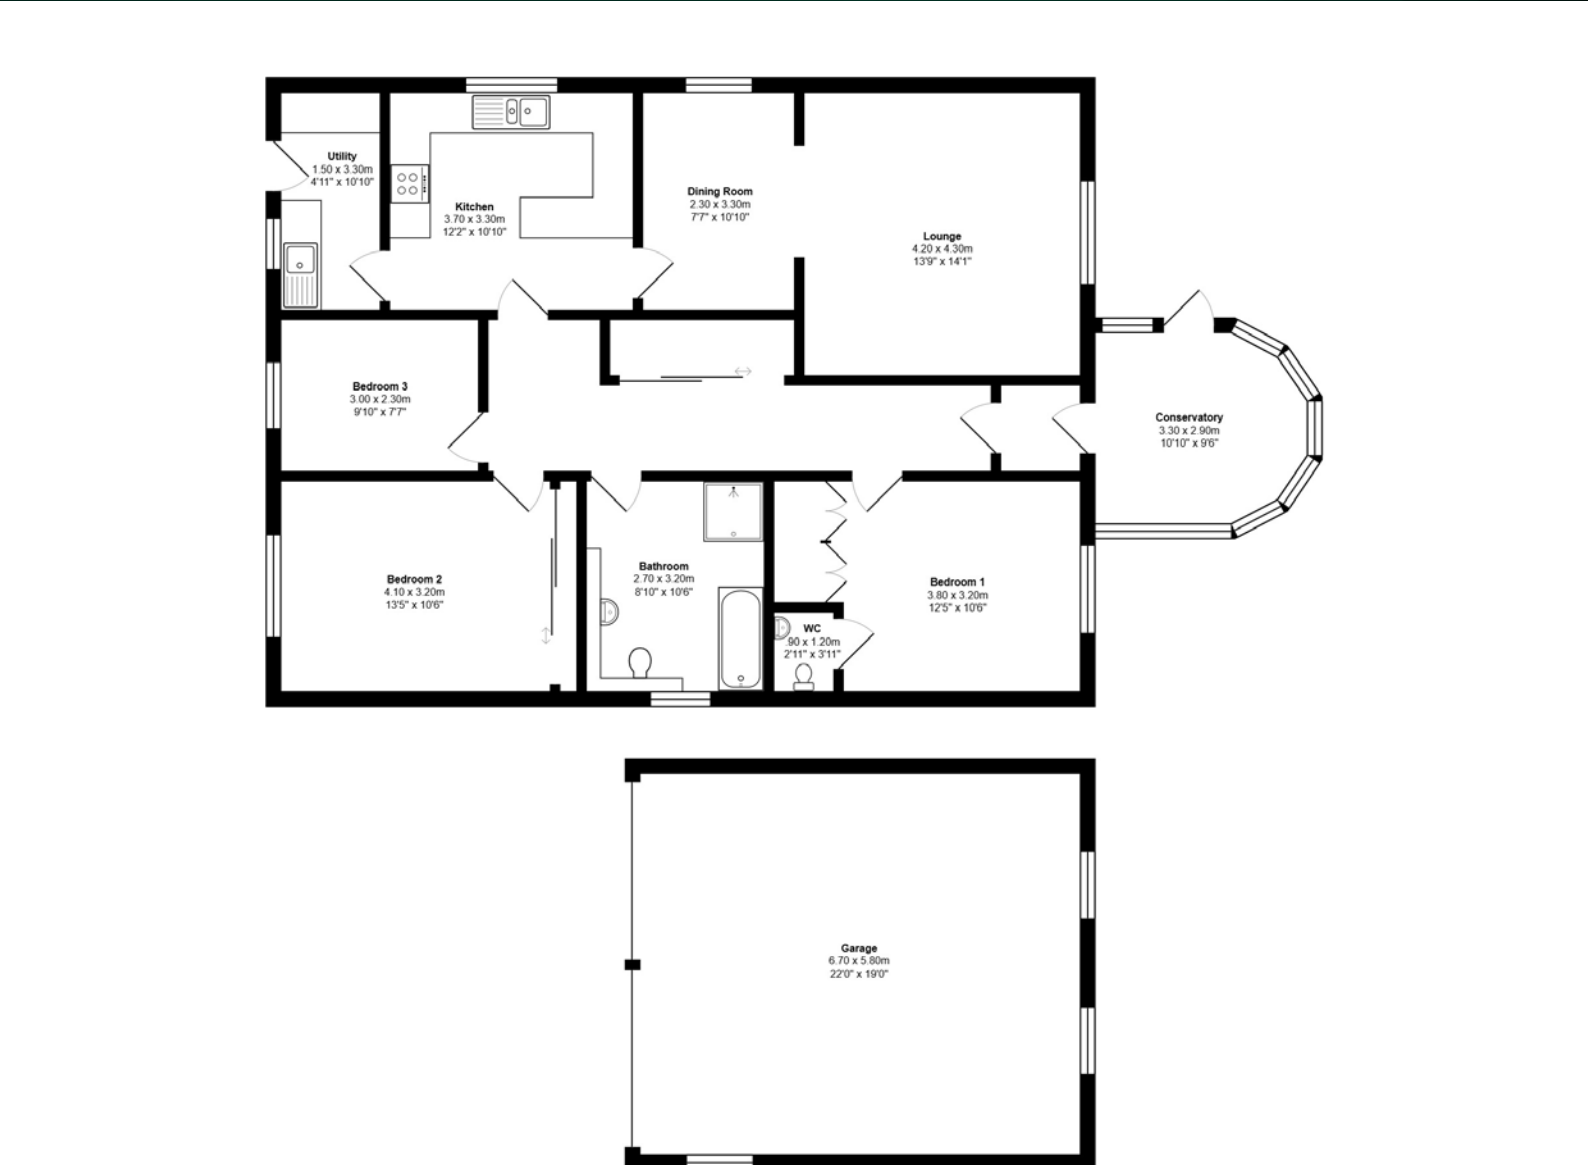 Utility
1.50 x 3.30m
4'11" x 10'10"
Kitchen
3.70 x 3.30m
12'2" x 10'10"
Dining Room
2.30 x 3.30m
7'7" x 10'10"
Lounge
4.20 x 4.30m
13'9" x 14'1"
Bedroom 3
3.00 x 2.30m
9'10" x 7'7"
Conservatory
3.30 x 2.90m
10'10" x 9'6"
Bedroom 2
4.10 x 3.20m
13'5" x 10'6"
Bathroom
2.70 x 3.20m
8'10" x 10'6"
Bedroom 1
3.80 x 3.20m
12'5" x 10'6"
WC
.90 x 1.20m
2'11" x 3'11"
Garage
6.70 x 5.80m
22'0" x 19'0"